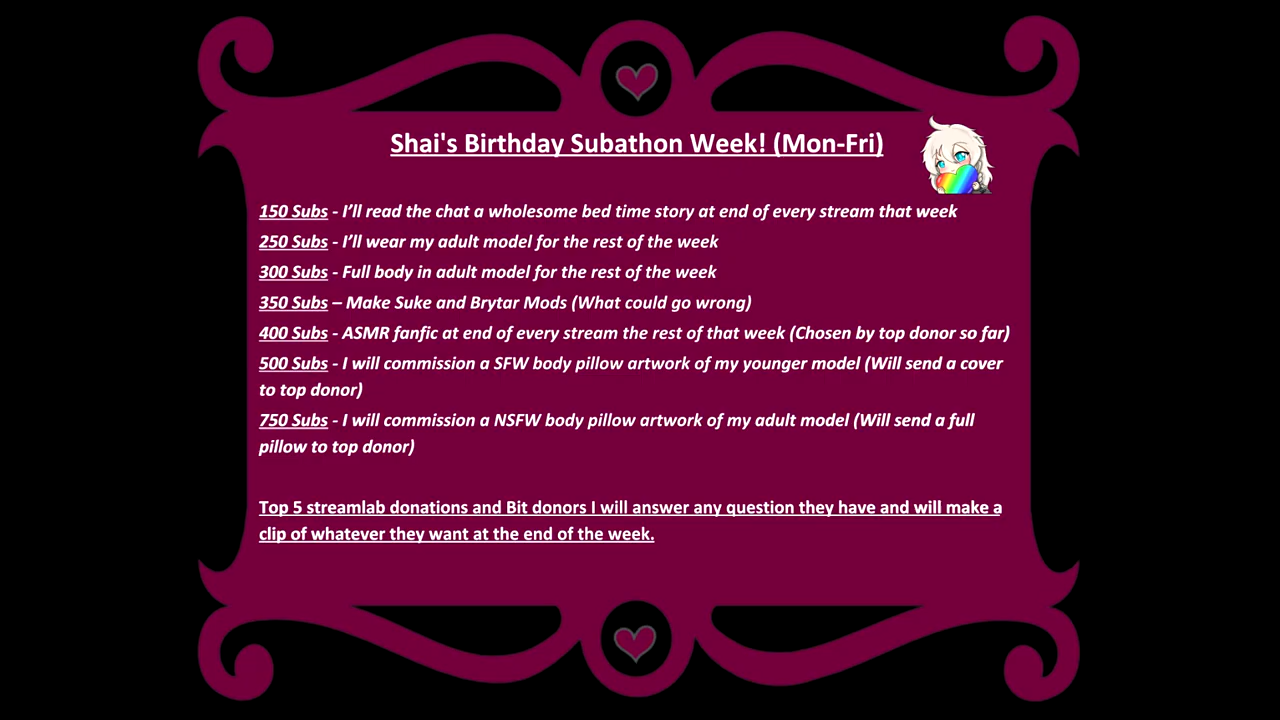 Shai's Birthday Subathon Week! (Mon-Fri)
150 Subs - I’ll read the chat a wholesome bed time story at end of every stream that week
250 Subs - I’ll wear my adult model for the rest of the week
300 Subs - Full body in adult model for the rest of the week
350 Subs – Make Suke and Brytar Mods (What could go wrong)
400 Subs - ASMR fanfic at end of every stream the rest of that week (Chosen by top donor so far)
500 Subs - I will commission a SFW body pillow artwork of my younger model (Will send a cover
to top donor)
750 Subs - I will commission a NSFW body pillow artwork of my adult model (Will send a full
pillow to top donor)
Top 5 streamlab donations and Bit donors I will answer any question they have and will make a
clip of whatever they want at the end of the week.